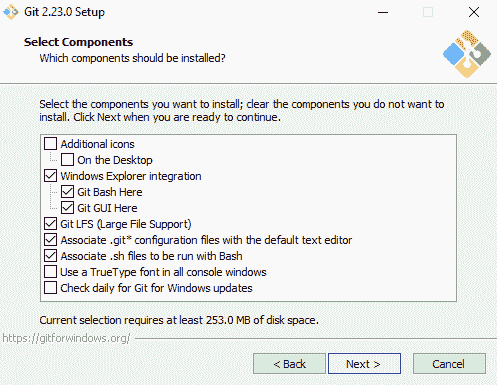 Git 2.23.0 Setup
Select Components
Which components should be installed?
Select the components you want to install; clear the components you do not want to
install. Click Next when you are ready to continue.
Additional icons
On the Desktop
Windows Explorer integration
Git Bash Here
Git GUI Here
Git LFS (Large File Support)
Associate .git* configuration files with the default text editor
Associate .sh files to be run with Bash
Use a TrueType font in all console windows
Check daily for Git for Windows updates
Current selection requires at least 253.0 MB of disk space.
https://gitforwindows.org/
< Back Next > Cancel